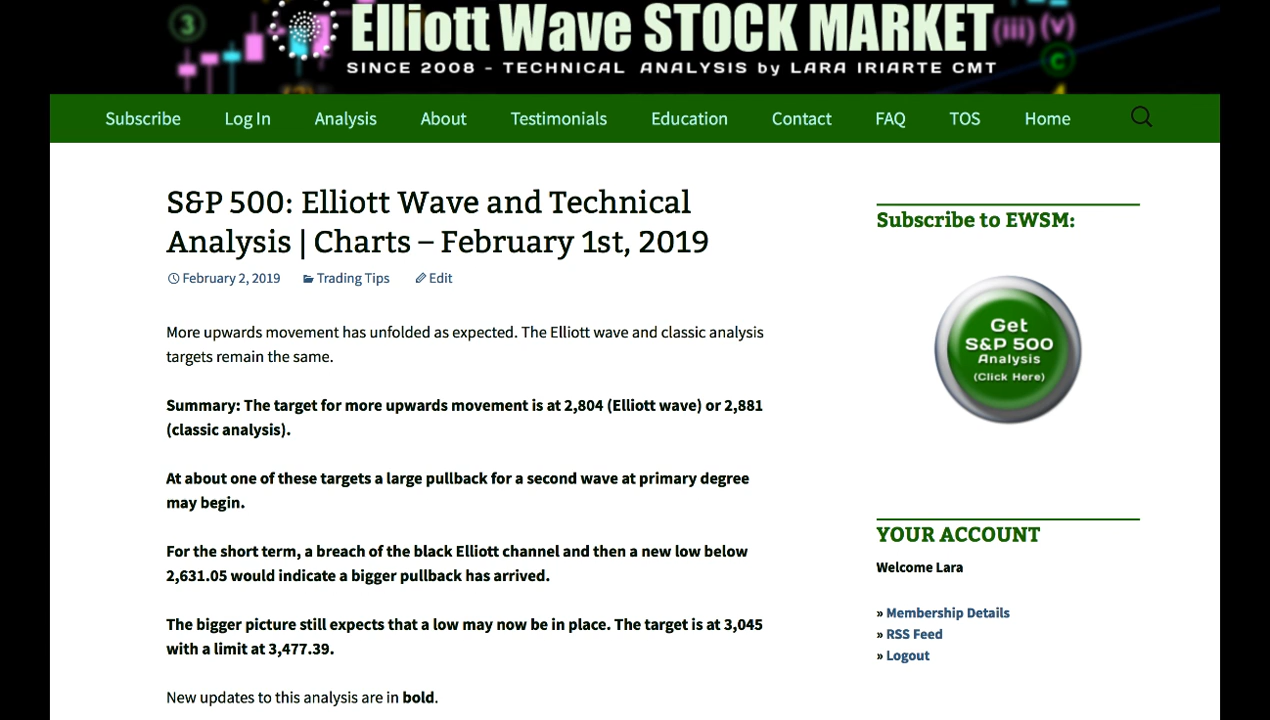 3
Elliott Wave STOCK MARKET
(iii) (v)
SINCE 2008 - TECHNICAL ANALYSIS by LARA IRIARTE CMT
C
Subscribe Log In Analysis About Testimonials Education Contact FAQ TOS Home
S&P 500: Elliott Wave and Technical
Analysis | Charts – February 1st, 2019
February 2, 2019 Trading Tips Edit
More upwards movement has unfolded as expected. The Elliott wave and classic analysis
targets remain the same.
Summary: The target for more upwards movement is at 2,804 (Elliott wave) or 2,881
(classic analysis).
At about one of these targets a large pullback for a second wave at primary degree
may begin.
For the short term, a breach of the black Elliott channel and then a new low below
2,631.05 would indicate a bigger pullback has arrived.
The bigger picture still expects that a low may now be in place. The target is at 3,045
with a limit at 3,477.39.
New updates to this analysis are in bold.
Subscribe to EWSM:
Get
S&P 500
Analysis
(Click Here)
YOUR ACCOUNT
Welcome Lara
» Membership Details
» RSS Feed
» Logout